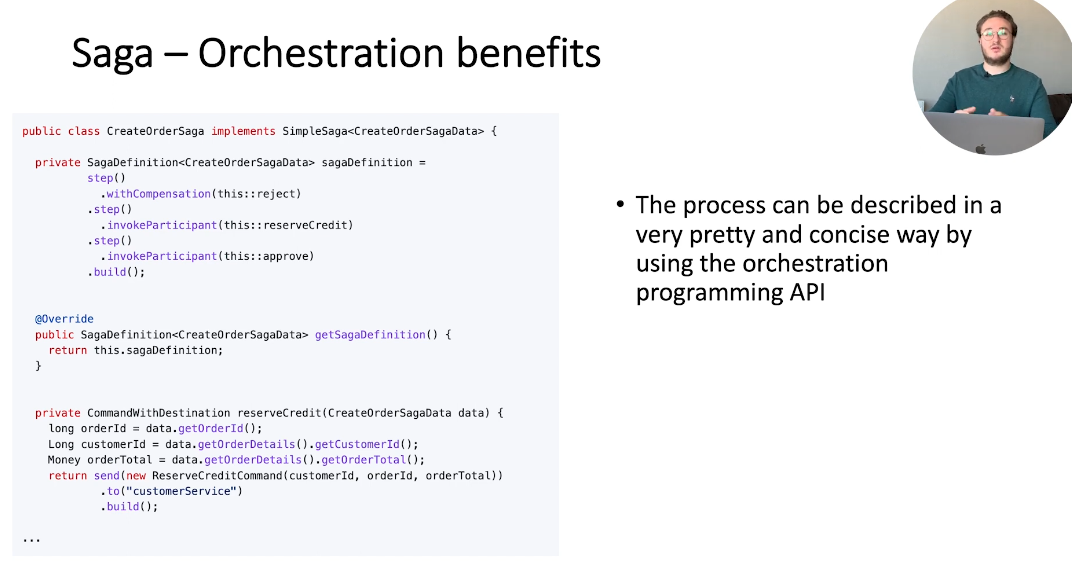 Saga – Orchestration benefits
public class CreateOrderSaga implements SimpleSaga<CreateOrderSagaData> {
private SagaDefinition<CreateOrderSagaData> sagaDefinition =
step()
.withCompensation(this::reject)
.step()
.invokeParticipant(this::reserveCredit)
.step()
.invokeParticipant(this::approve)
.build();
@Override
public SagaDefinition<CreateOrderSagaData> getSagaDefinition() {
return this.sagaDefinition;
}
private CommandWithDestination reserveCredit(CreateOrderSagaData data) {
long orderId = data.getOrderId();
Long customerId = data.getOrderDetails().getCustomerId();
Money orderTotal = data.getOrderDetails().getOrderTotal();
return send(new ReserveCreditCommand(customerId, orderId, orderTotal))
.to("customerService")
.build();
...
• The process can be described in a
very pretty and concise way by
using the orchestration
programming API